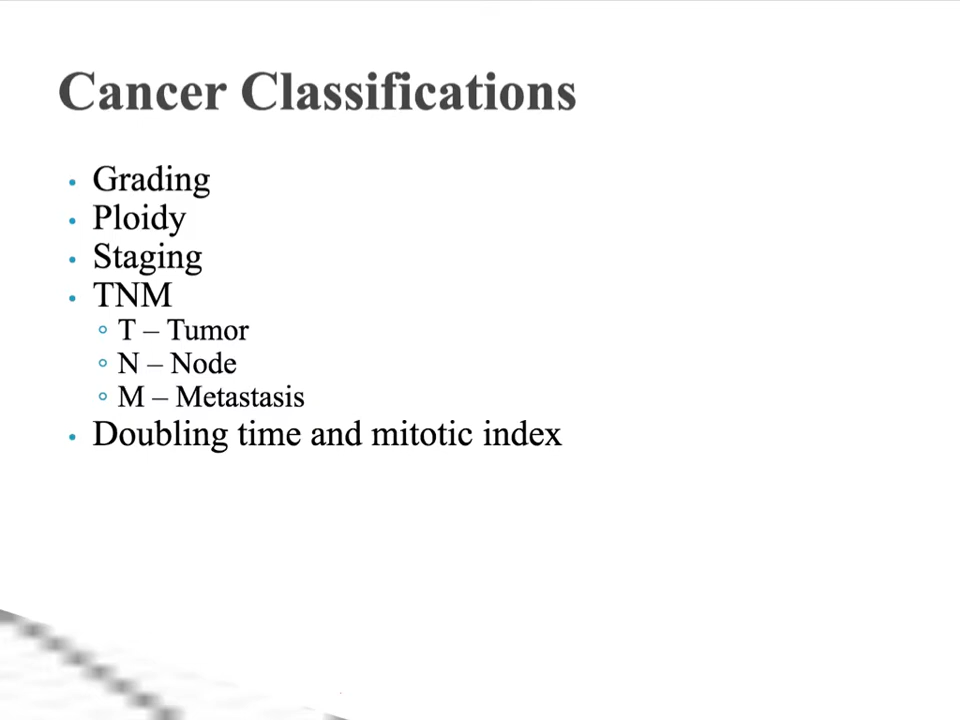 Cancer Classifications
• Grading
• Ploidy
• Staging
• TNM
◦ T – Tumor
◦ N – Node
◦ M – Metastasis
• Doubling time and mitotic index